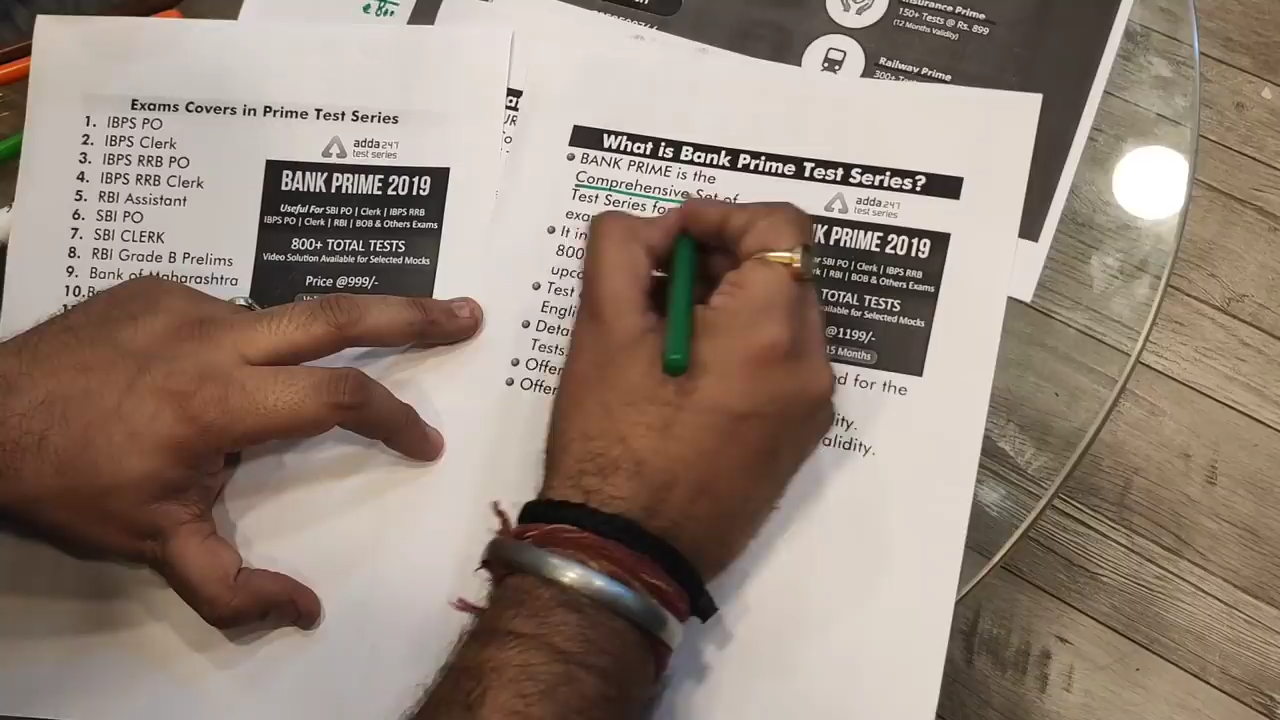 Insurance Prime
150+ Tests @ Rs. 899
(12 Months Validity)
Railway Prime
Exams Covers in Prime Test Series
1. IBPS PO
2. IBPS Clerk
3. IBPS RRB PO
4. IBPS RRB Clerk
5. RBI Assistant
6. SBI PO
7. SBI CLERK
8. RBI Grade B Prelims
9. Bank of Maharashtra
10.
adda247
test series
BANK PRIME 2019
Useful For SBI PO | Clerk | IBPS RRB
IBPS PO | Clerk | RBI | BOB & Others Exams
800+ TOTAL TESTS
Video Solution Available for Selected Mocks
Price @999/-
What is Bank Prime Test Series?
BANK PRIME is the
Comprehensive Set of
Test Series for
It in
800
upc
Test
Engli
Deta
Tests.
Offer
Offer
adda247
test series
PRIME 2019
SBI PO | Clerk | IBPS RRB
| RBI | BOB & Others Exams
TOTAL TESTS
for Selected Mocks
@1199/-
15 Months
for the